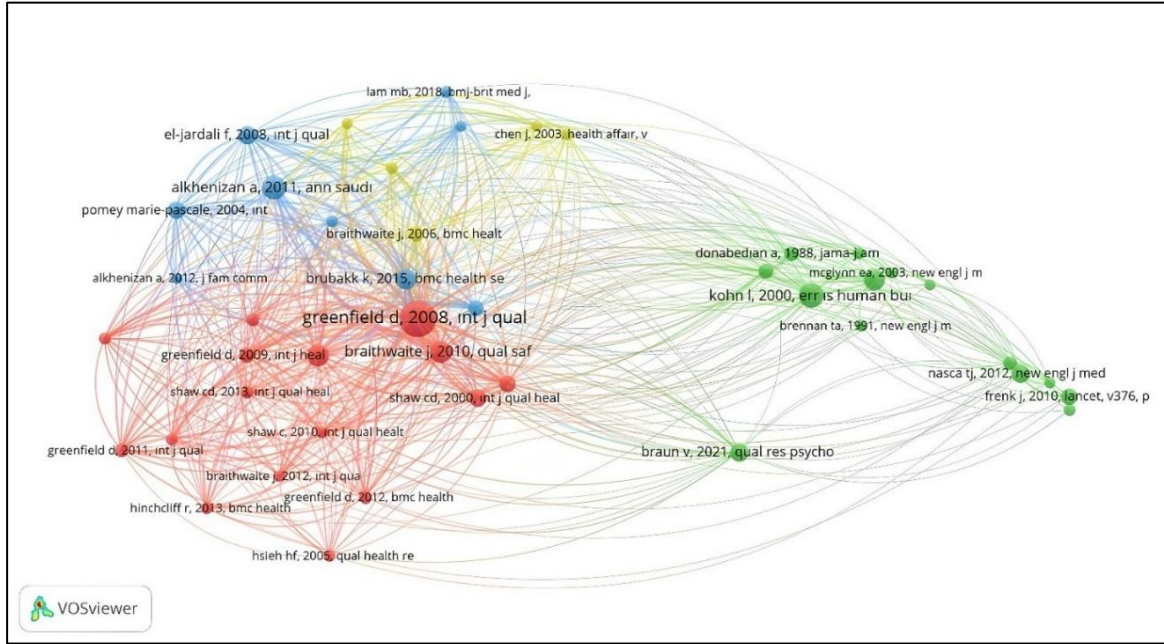 lam mb, 2018, bmj-brit med j,
el-jardali f, 2008, int j qual
chen j, 2003, health affair, v
alkhenizan a, 2011, ann saudi
pomey marie-pascale, 2004, int
braithwaite j, 2006, bmc healt
donabedian a, 1988, jama-j am
alkhenizan a, 2012, j fam comm
brubakk k, 2015, bmc health se
mcglynn ea, 2003, new engl j m
kohn l, 2000, err is human bui
greenfield d, 2008, int j qual
brennan ta, 1991, new engl j m
greenfield d, 2009, int j heal
braithwaite j, 2010, qual saf
nasca tj, 2012, new engl j med
shaw cd, 2013, int j qual heal
shaw cd, 2000, int j qual heal
frenk j, 2010, lancet, v376, p
shaw c, 2010, int j qual healt
greenfield d, 2011, int j qual
braun v, 2021, qual res psycho
braithwaite j, 2012, int j qua
greenfield d, 2012, bmc health
hinchcliff r, 2013, bmc health
hsieh hf, 2005, qual health re
VOSviewer